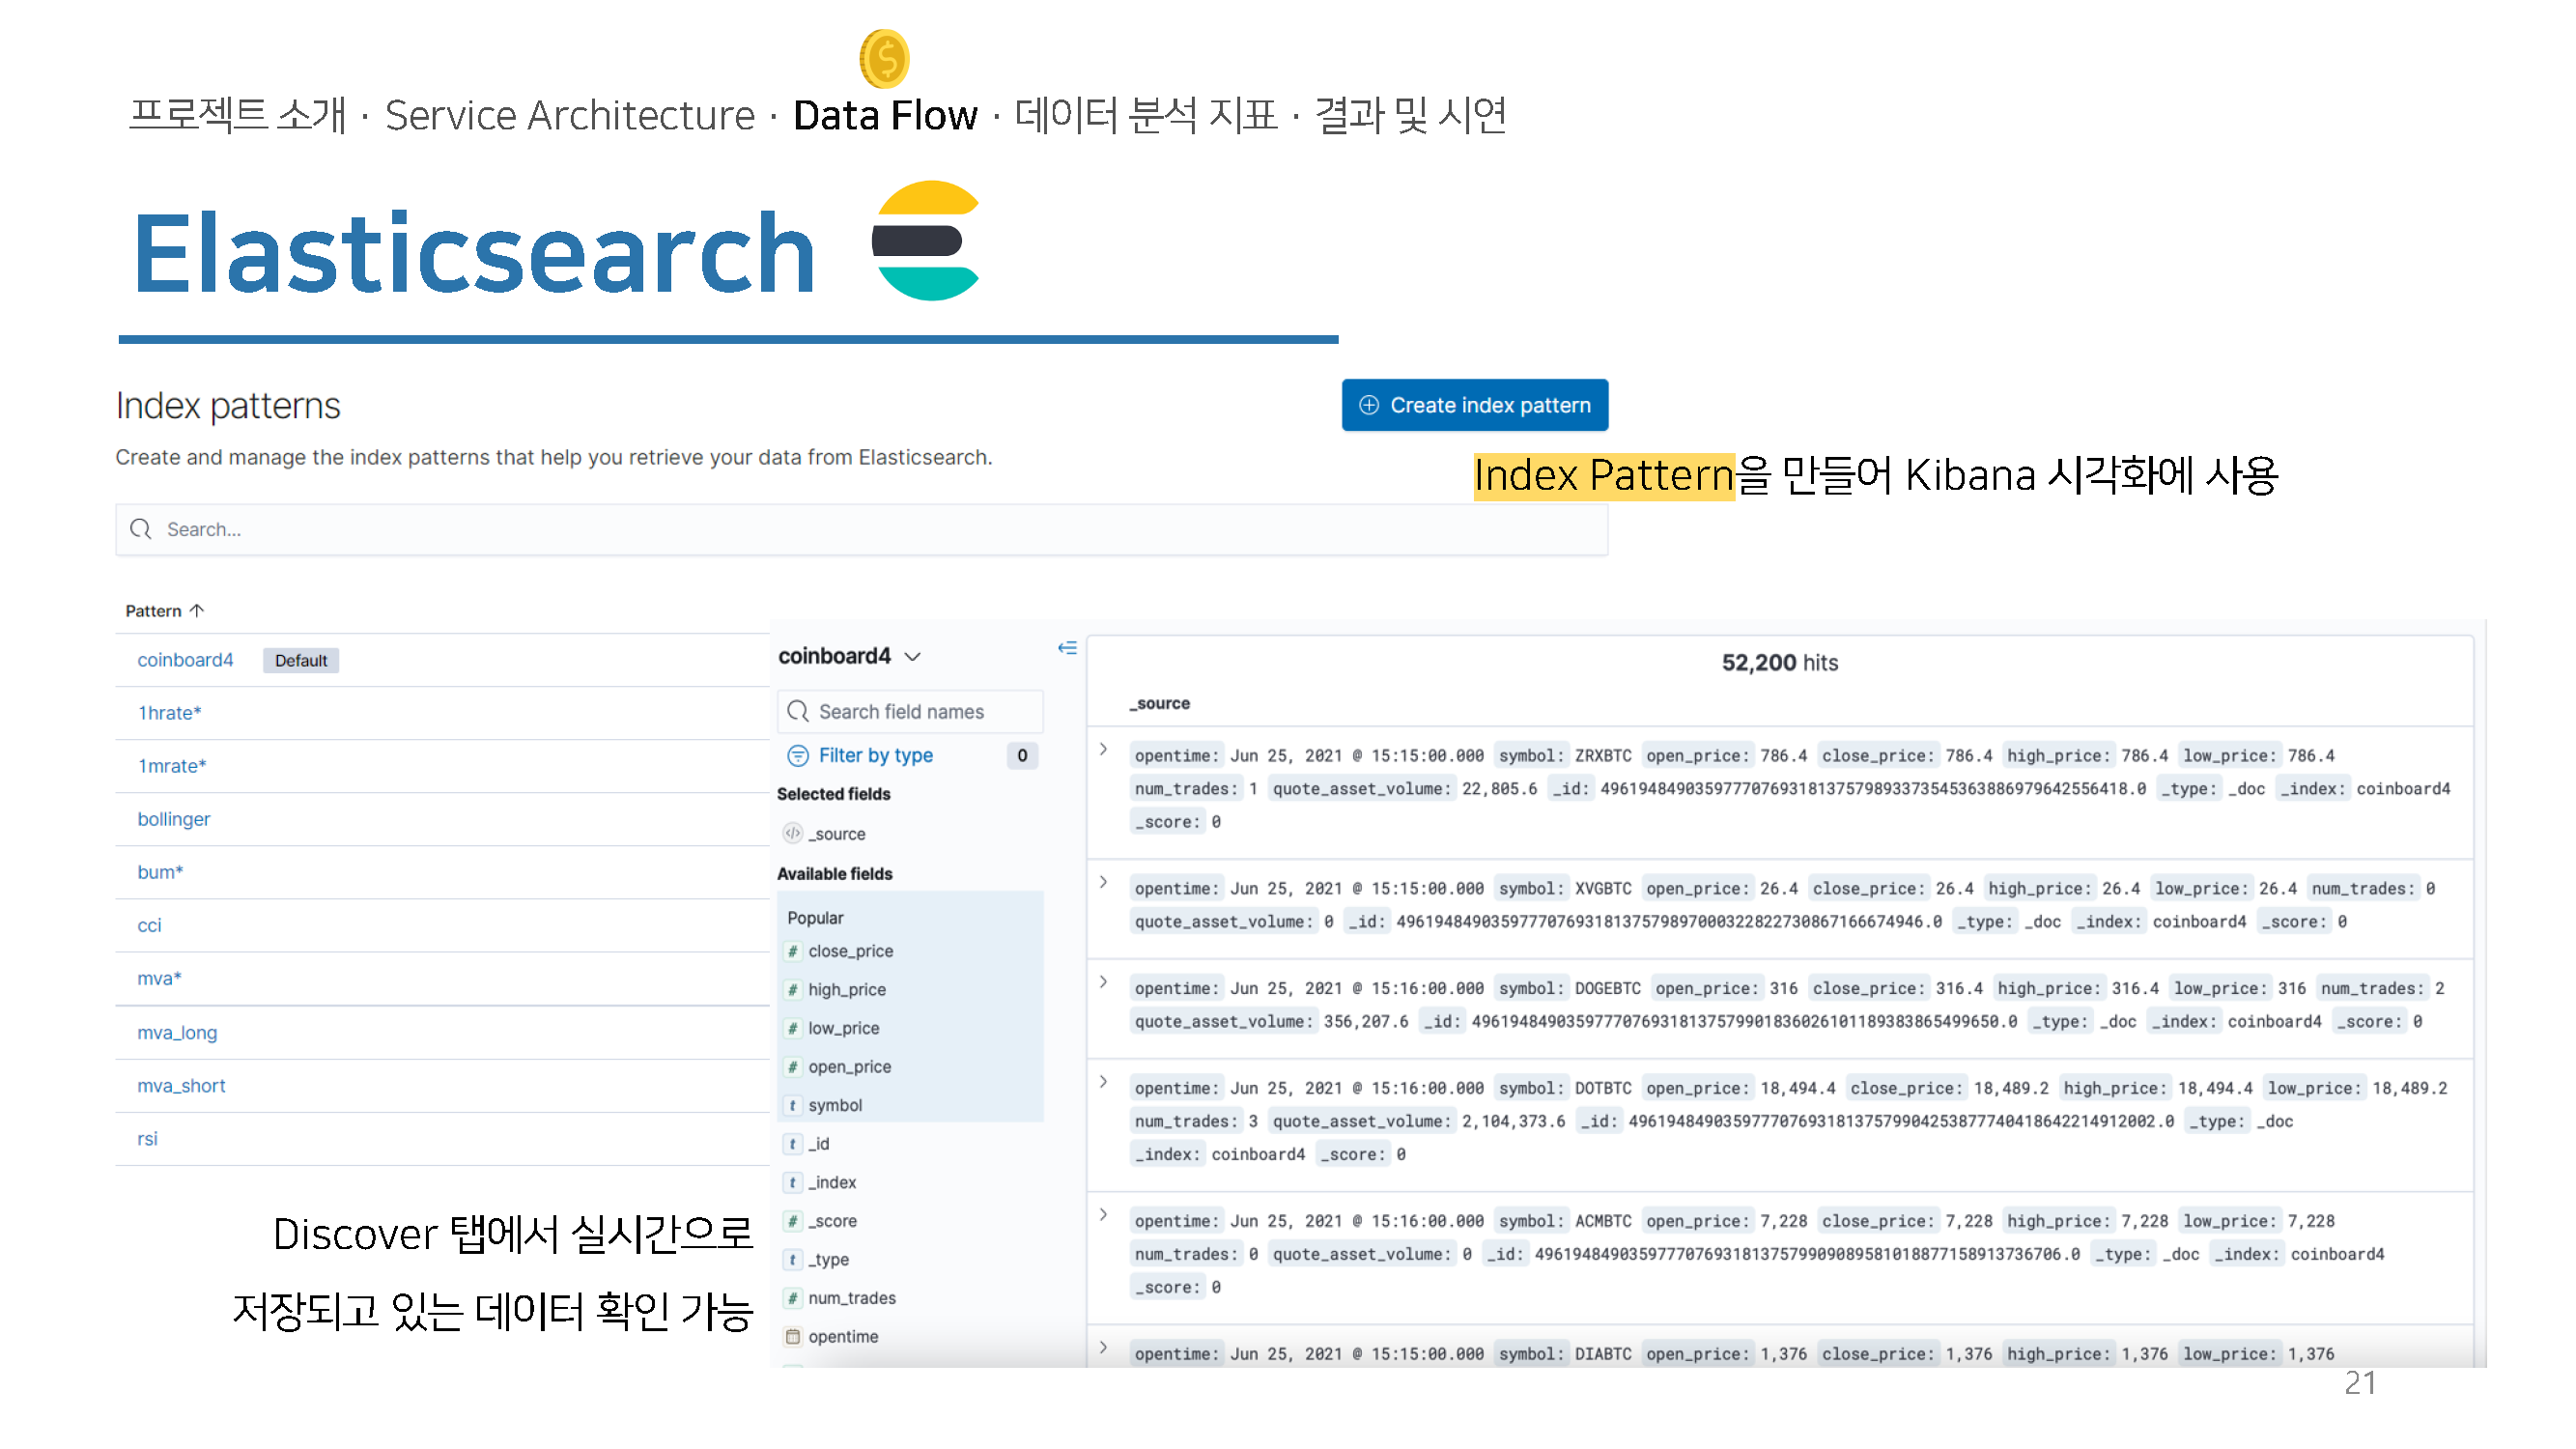 프로젝트 소개 · Service Architecture · Data Flow · 데이터 분석 지표 · 결과 및 시연
Elasticsearch
Index patterns
Create index pattern
Create and manage the index patterns that help you retrieve your data from Elasticsearch.
Index Pattern을 만들어 Kibana 시각화에 사용
Search...
Pattern ↑
coinboard4 Default
1hrate*
1mrate*
bollinger
bum*
cci
mva*
mva_long
mva_short
rsi
Discover 탭에서 실시간으로
저장되고 있는 데이터 확인 가능
coinboard4
Search field names
Filter by type 0
Selected fields
_source
Available fields
Popular
# close_price
# high_price
# low_price
# open_price
t symbol
t _id
t _index
# _score
t _type
# num_trades
opentime
52,200 hits
_source
opentime: Jun 25, 2021 @ 15:15:00.000 symbol: ZRXBTC open_price: 786.4 close_price: 786.4 high_price: 786.4 low_price: 786.4
num_trades: 1 quote_asset_volume: 22,805.6 _id: 49619484903597770769318137579893373545363886979642556418.0 _type: _doc _index: coinboard4
_score: 0
opentime: Jun 25, 2021 @ 15:15:00.000 symbol: XVGBTC open_price: 26.4 close_price: 26.4 high_price: 26.4 low_price: 26.4 num_trades: 0
quote_asset_volume: 0 _id: 49619484903597770769318137579897000322822730867166674946.0 _type: _doc _index: coinboard4 _score: 0
opentime: Jun 25, 2021 @ 15:16:00.000 symbol: DOGEBTC open_price: 316 close_price: 316.4 high_price: 316.4 low_price: 316 num_trades: 2
quote_asset_volume: 356,207.6 _id: 49619484903597770769318137579901836026101189383865499650.0 _type: _doc _index: coinboard4 _score: 0
opentime: Jun 25, 2021 @ 15:16:00.000 symbol: DOTBTC open_price: 18,494.4 close_price: 18,489.2 high_price: 18,494.4 low_price: 18,489.2
num_trades: 3 quote_asset_volume: 2,104,373.6 _id: 49619484903597770769318137579904253877740418642214912002.0 _type: _doc
_index: coinboard4 _score: 0
opentime: Jun 25, 2021 @ 15:16:00.000 symbol: ACMBTC open_price: 7,228 close_price: 7,228 high_price: 7,228 low_price: 7,228
num_trades: 0 quote_asset_volume: 0 _id: 49619484903597770769318137579909089581018877158913736706.0 _type: _doc _index: coinboard4
_score: 0
opentime: Jun 25, 2021 @ 15:15:00.000 symbol: DIABTC open_price: 1,376 close_price: 1,376 high_price: 1,376 low_price: 1,376
21